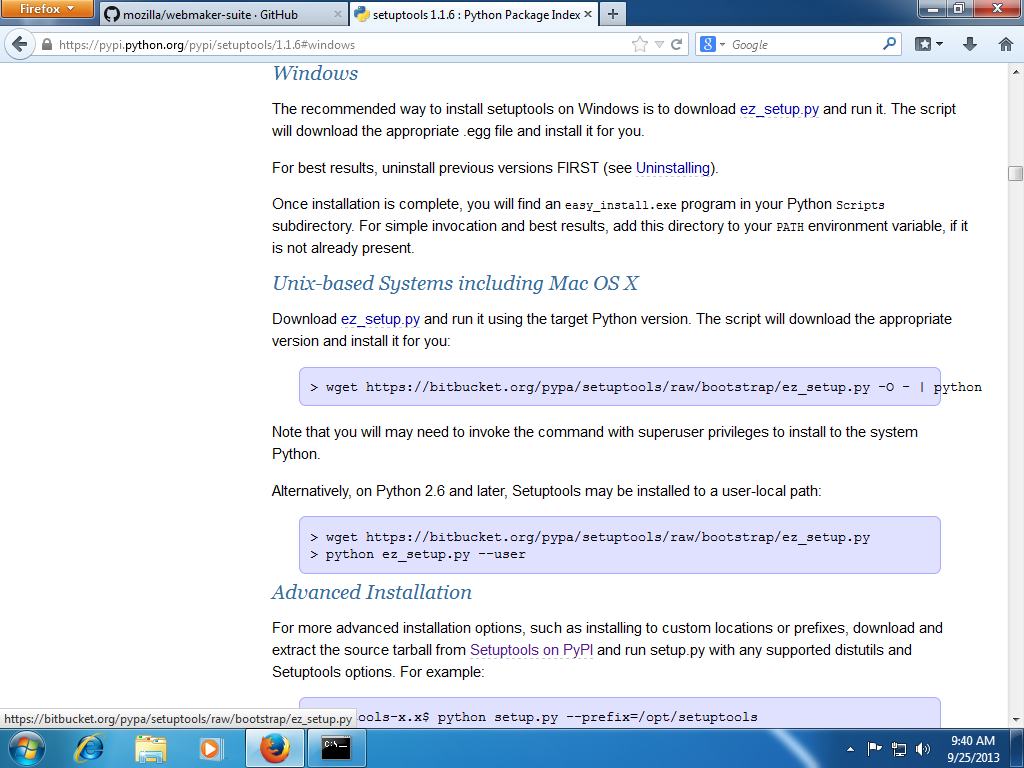 Firefox
mozilla/webmaker-suite · GitHub
setuptools 1.1.6 : Python Package Index
https://pypi.python.org/pypi/setuptools/1.1.6#windows
Google
Windows
The recommended way to install setuptools on Windows is to download ez_setup.py and run it. The script
will download the appropriate .egg file and install it for you.
For best results, uninstall previous versions FIRST (see Uninstalling).
Once installation is complete, you will find an easy_install.exe program in your Python Scripts
subdirectory. For simple invocation and best results, add this directory to your PATH environment variable, if it
is not already present.
Unix-based Systems including Mac OS X
Download ez_setup.py and run it using the target Python version. The script will download the appropriate
version and install it for you:
> wget https://bitbucket.org/pypa/setuptools/raw/bootstrap/ez_setup.py -O - | python
Note that you will may need to invoke the command with superuser privileges to install to the system
Python.
Alternatively, on Python 2.6 and later, Setuptools may be installed to a user-local path:
> wget https://bitbucket.org/pypa/setuptools/raw/bootstrap/ez_setup.py
> python ez_setup.py --user
Advanced Installation
For more advanced installation options, such as installing to custom locations or prefixes, download and
extract the source tarball from Setuptools on PyPI and run setup.py with any supported distutils and
Setuptools options. For example:
ools-x.x$ python setup.py --prefix=/opt/setuptools
https://bitbucket.org/pypa/setuptools/raw/bootstrap/ez_setup.py
C:\_
9:40 AM
9/25/2013